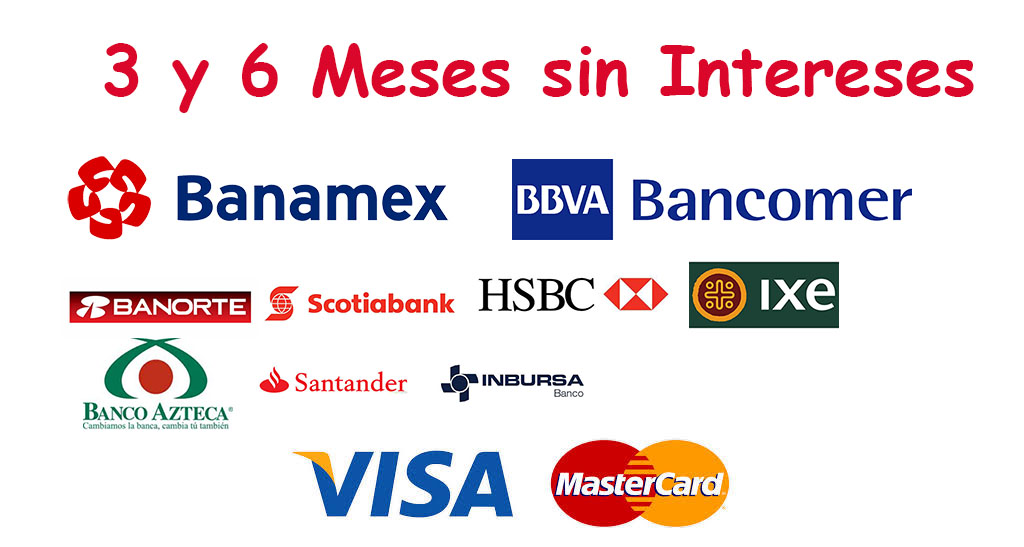 3 y 6 Meses sin Intereses
Banamex
BBVA Bancomer
BANORTE
Scotiabank
HSBC
IXe
BANCO AZTECA®
Cambiamos la banca, cambia tú también
Santander
INBURSA
Banco
VISA
MasterCard